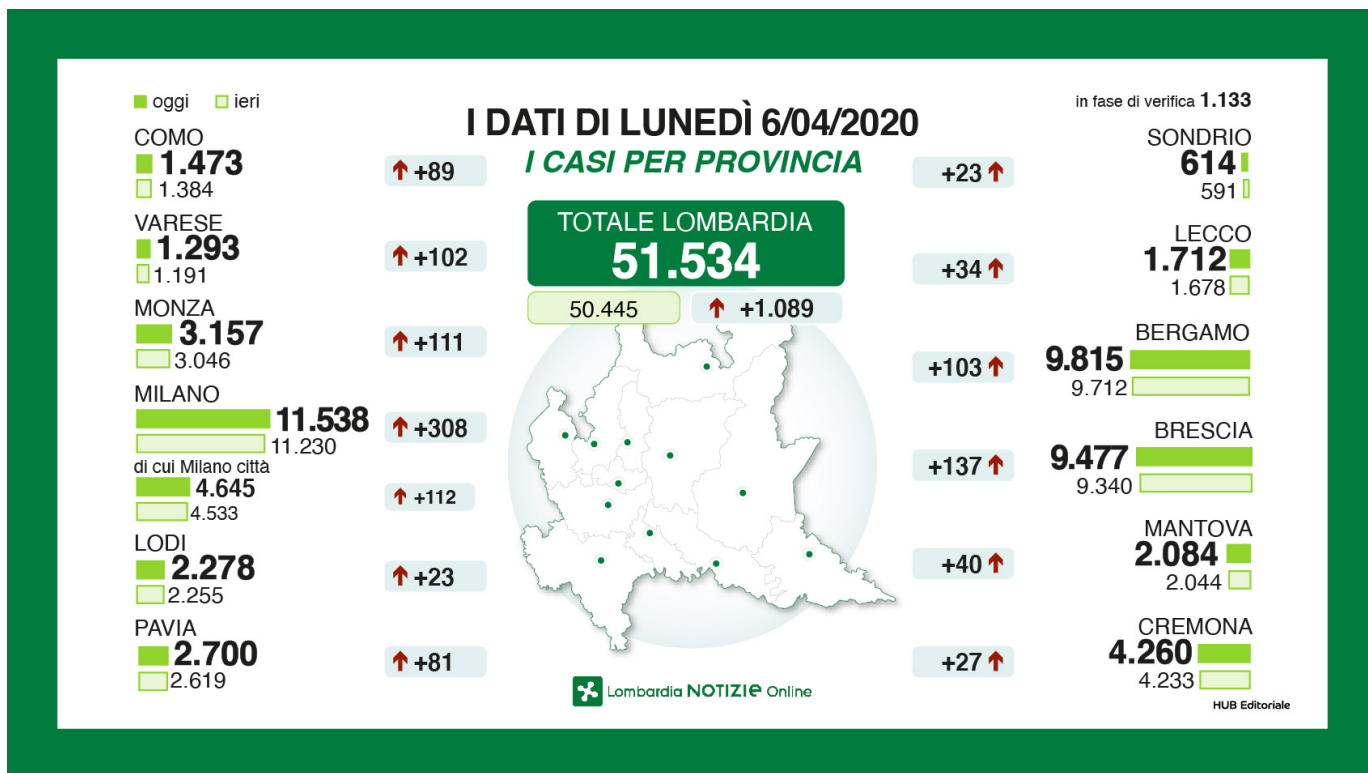 oggi ieri
I DATI DI LUNEDÌ 6/04/2020
I CASI PER PROVINCIA
in fase di verifica 1.133
TOTALE LOMBARDIA
51.534
50.445 +1.089
COMO
1.473
1.384
+89
VARESE
1.293
1.191
+102
MONZA
3.157
3.046
+111
MILANO
11.538
11.230
+308
di cui Milano città
4.645
4.533
+112
LODI
2.278
2.255
+23
PAVIA
2.700
2.619
+81
SONDRIO
614
591
+23
LECCO
1.712
1.678
+34
BERGAMO
9.815
9.712
+103
BRESCIA
9.477
9.340
+137
MANTOVA
2.084
2.044
+40
CREMONA
4.260
4.233
+27
Lombardia NOTIZIe Online
HUB Editoriale